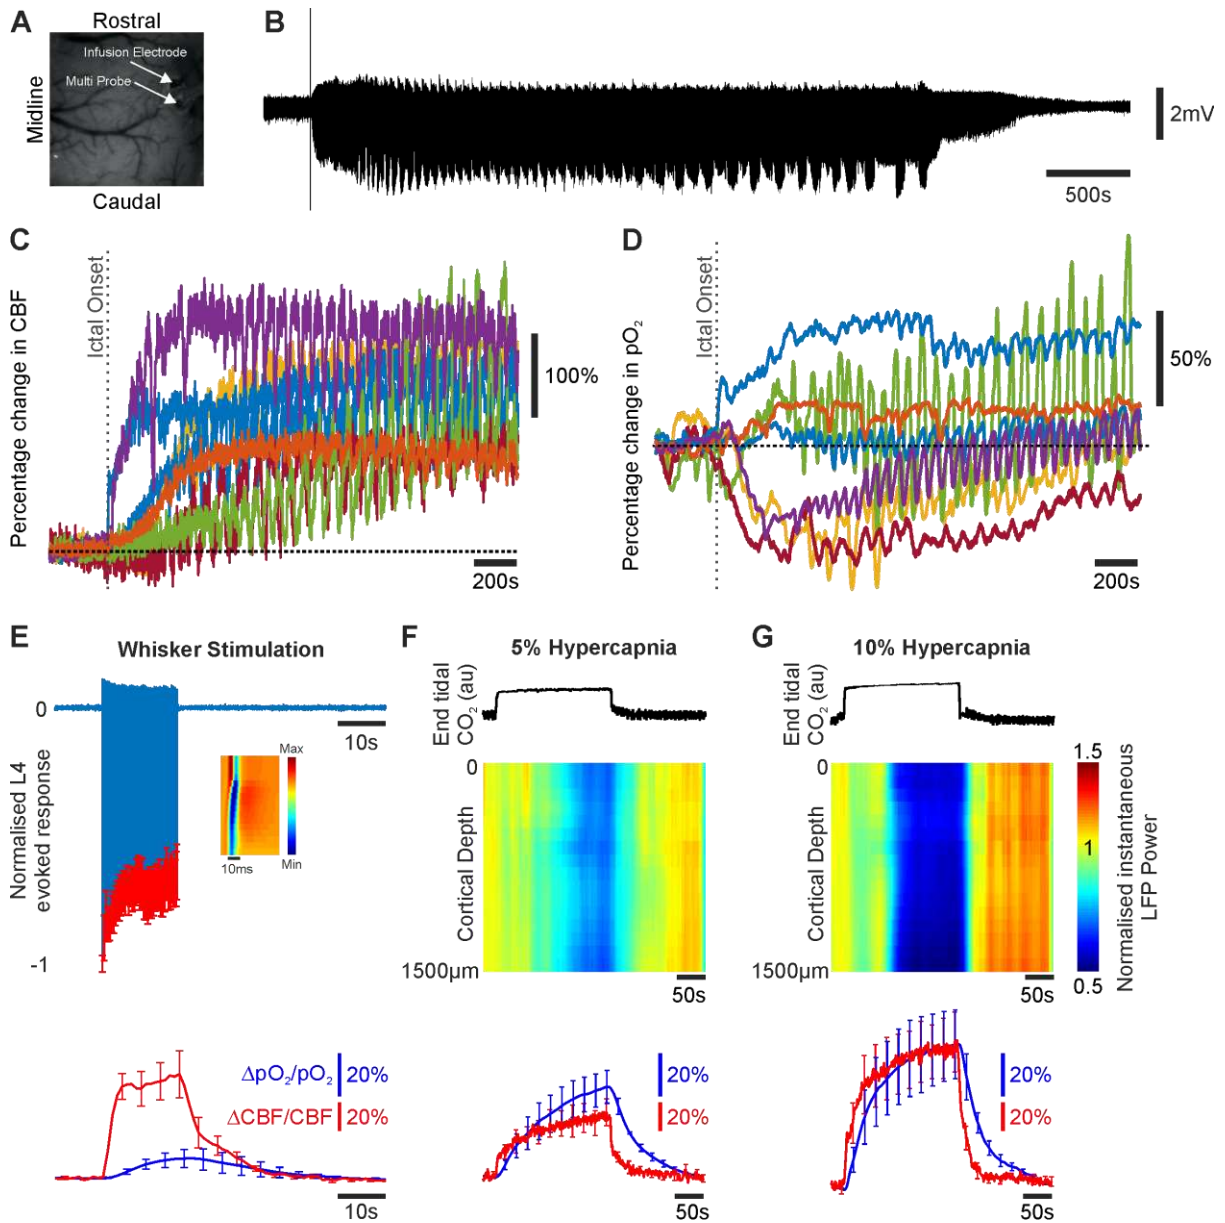 A
Rostral
Infusion Electrode
Multi Probe
Midline
Caudal
B
2mV
500s
C
Ictal Onset
Percentage change in CBF
100%
200s
D
Ictal Onset
Percentage change in pO2
50%
200s
E
Whisker Stimulation
0
10s
Normalised L4
evoked response
Max
Min
10ms
-1
ΔpO2/pO2
20%
ΔCBF/CBF
20%
10s
F
5% Hypercapnia
End tidal
CO2 (au)
0
Cortical Depth
1500µm
50s
20%
20%
50s
G
10% Hypercapnia
End tidal
CO2 (au)
0
Cortical Depth
1500µm
50s
1.5
1
0.5
Normalised instantaneous
LFP Power
20%
20%
50s